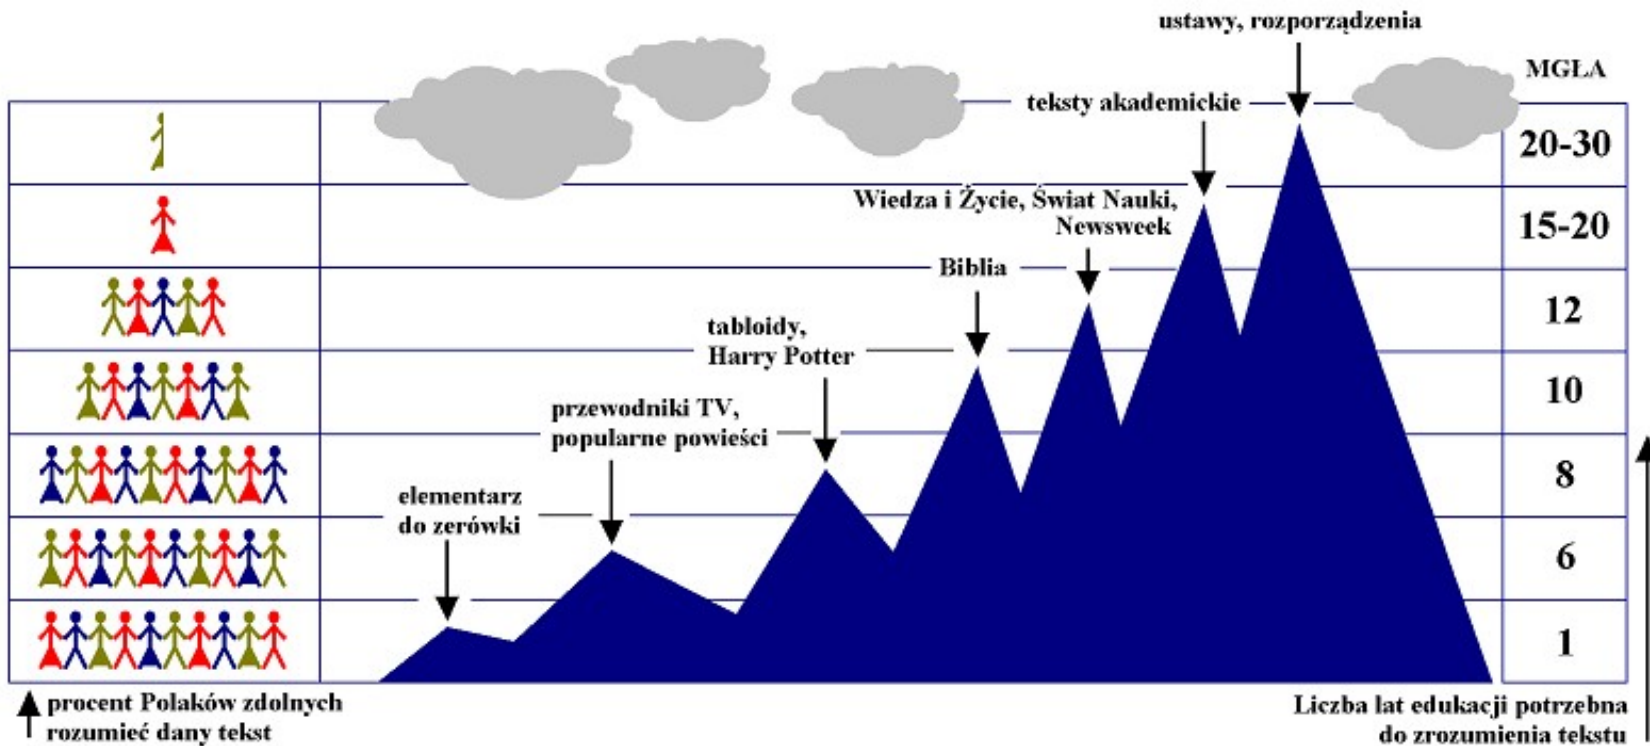 ustawy, rozporządzenia
MGŁA
teksty akademickie
20-30
Wiedza i Życie, Świat Nauki,
Newsweek
15-20
Biblia
12
tabloidy,
Harry Potter
10
przewodniki TV,
popularne powieści
8
elementarz
do zerówki
6
1
procent Polaków zdolnych
rozumieć dany tekst
Liczba lat edukacji potrzebna
do zrozumienia tekstu